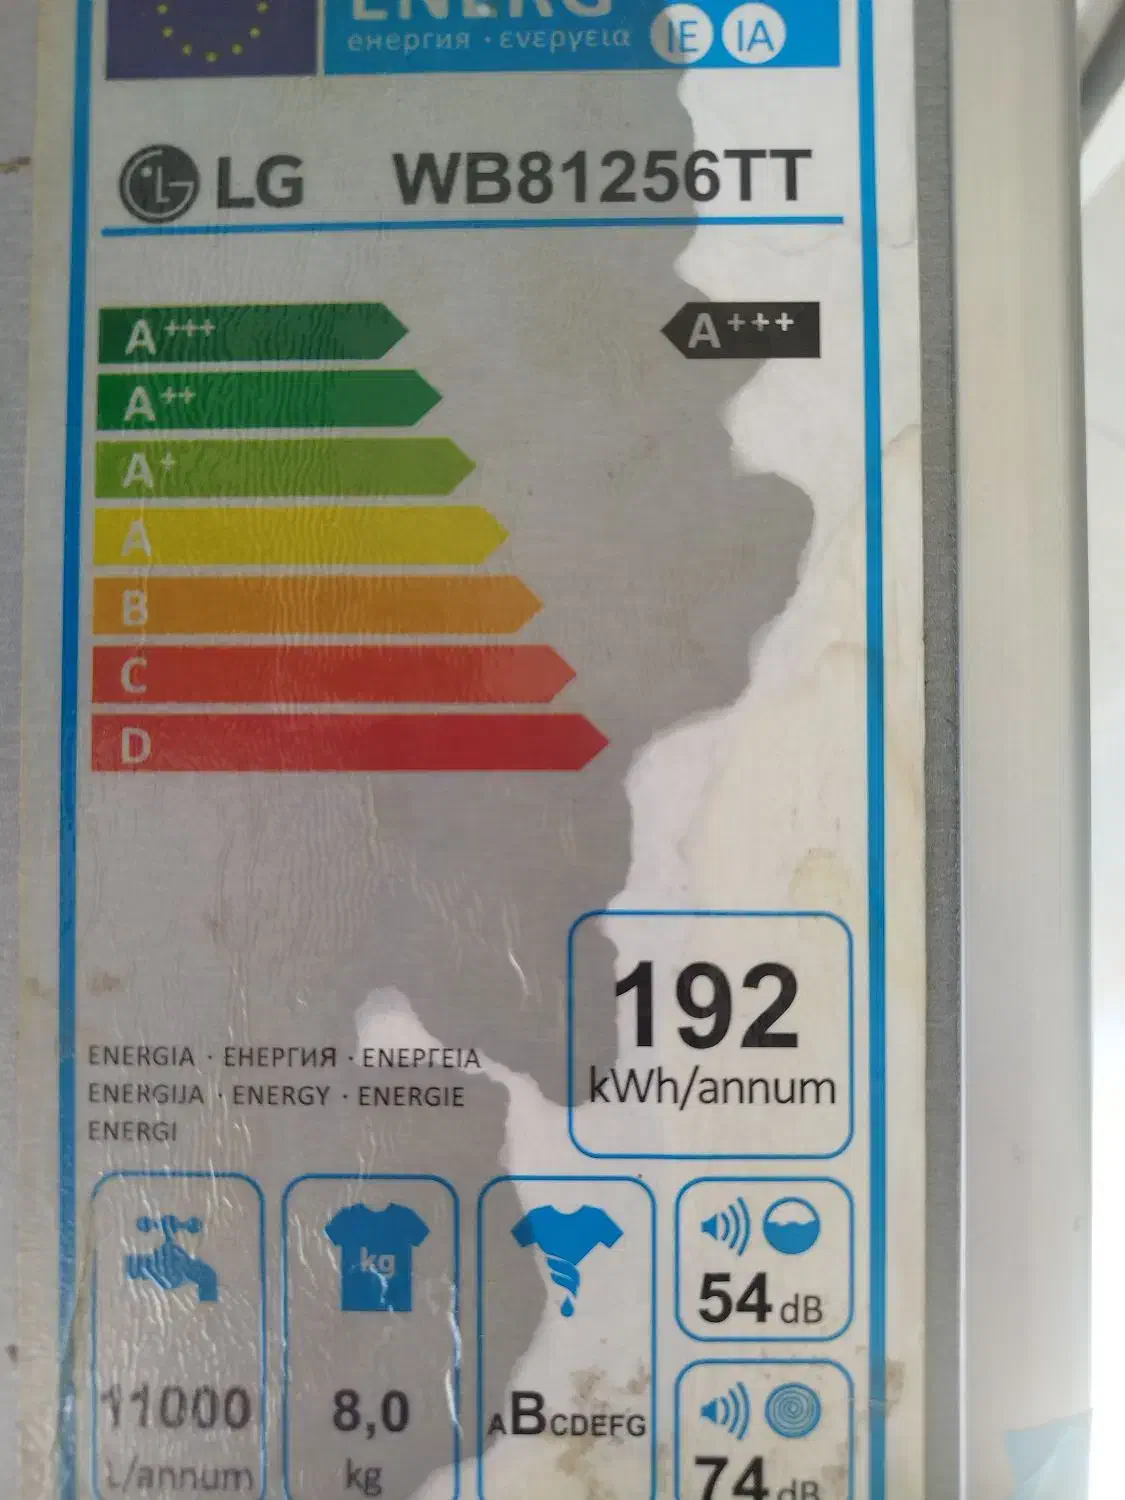 ENERG
енергия · ενεργεια IE IA
LG WB81256TT
A+++ A+++
A++
A+
A
B
C
D
192
kWh/annum
ENERGIA · ЕНЕРГИЯ · ΕΝΕΡΓΕΙΑ
ENERGIJA · ENERGY · ENERGIE
ENERGI
kg
11000
L/annum
8,0
kg
ABCDEFG
54 dB
74 dB